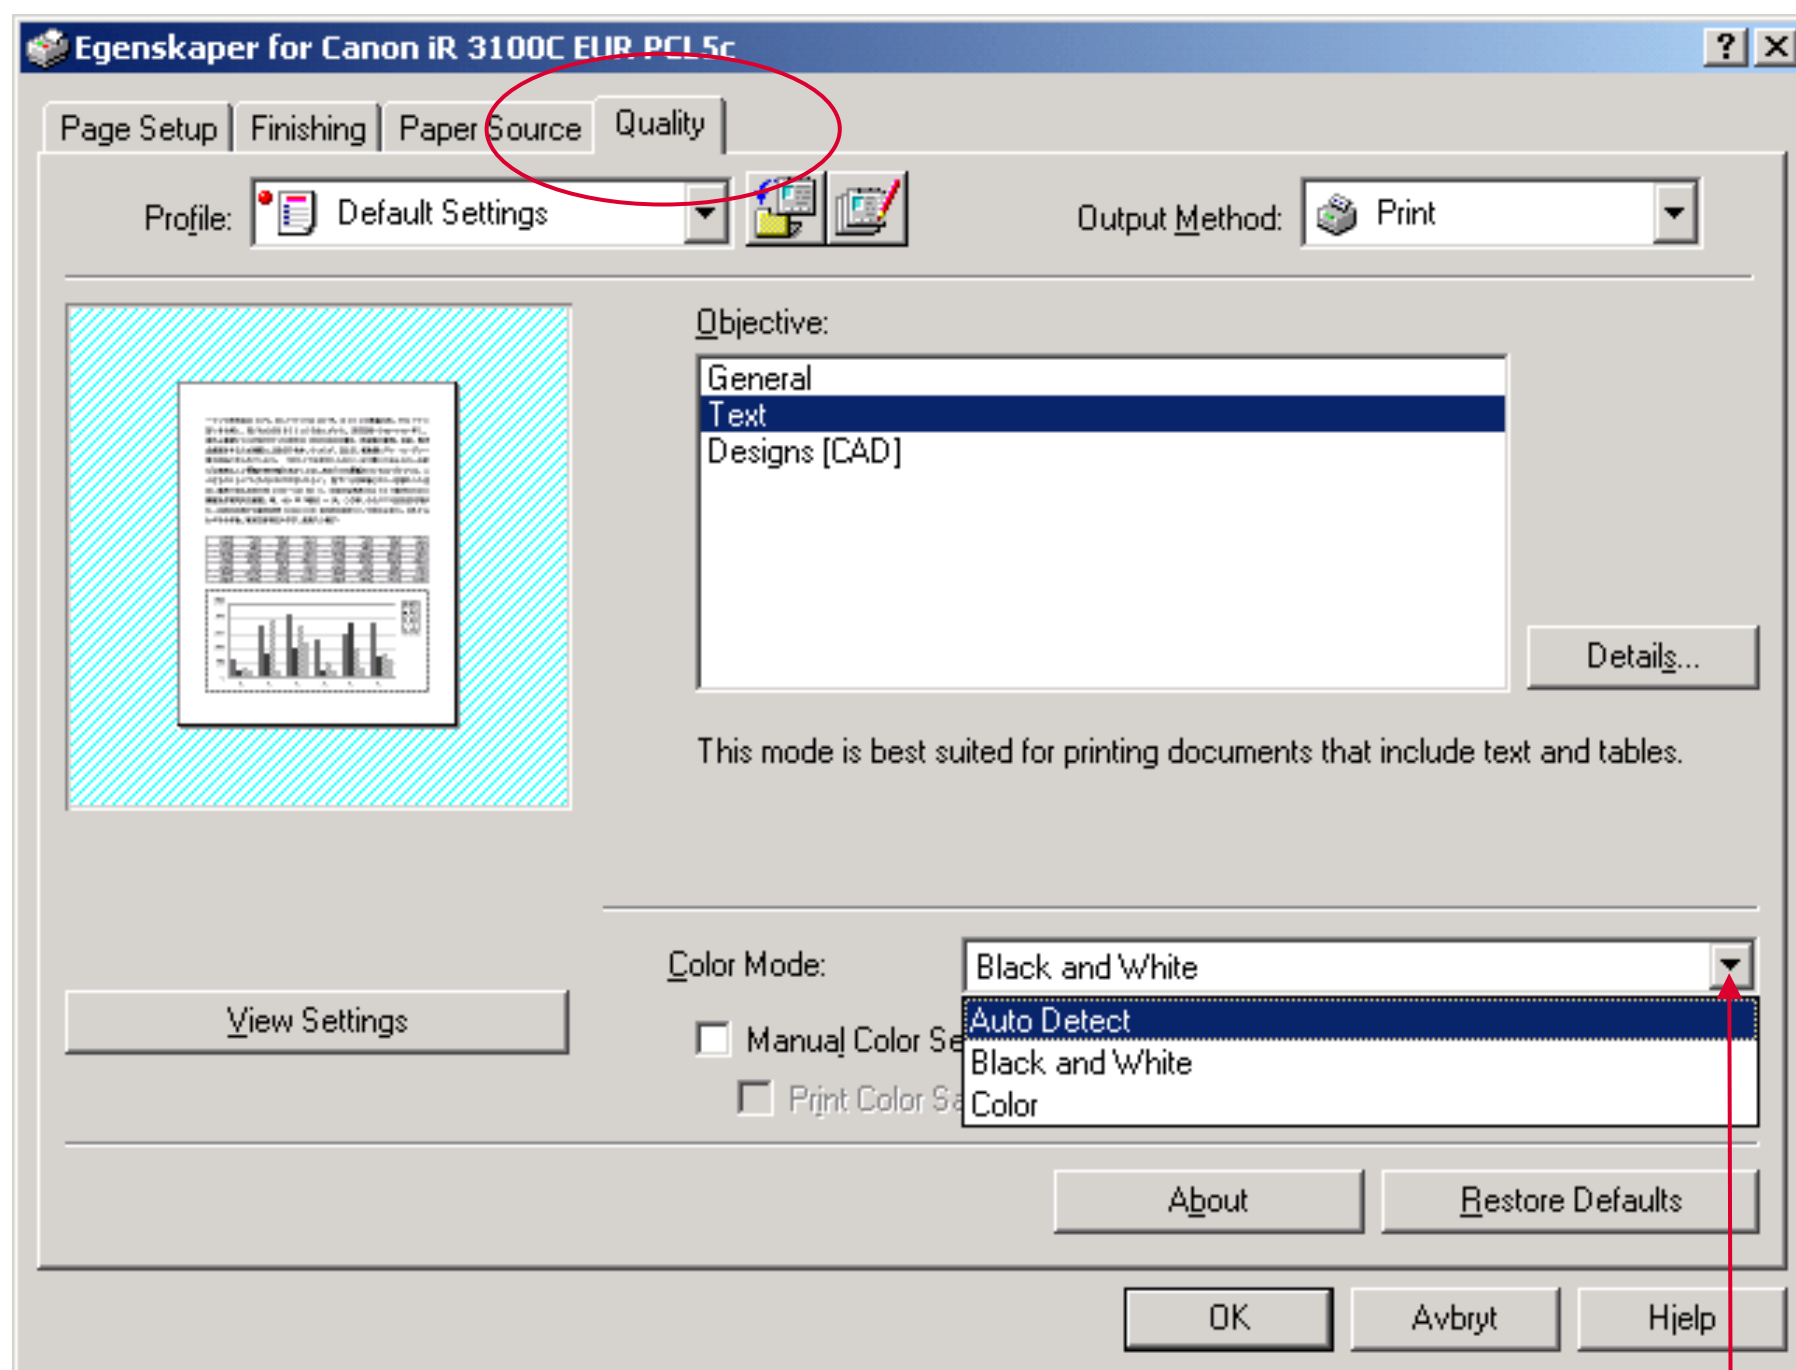 Egenskaper for Canon iR 3100C EUR PCL5c
Page Setup
Finishing
Paper Source
Quality
Profile:
Default Settings
Output Method:
Print
Objective:
General
Text
Designs [CAD]
Details...
This mode is best suited for printing documents that include text and tables.
Color Mode:
Black and White
View Settings
Auto Detect
Manual Color Se
Black and White
Print Color Sa
Color
About
Restore Defaults
OK
Avbryt
Hjelp